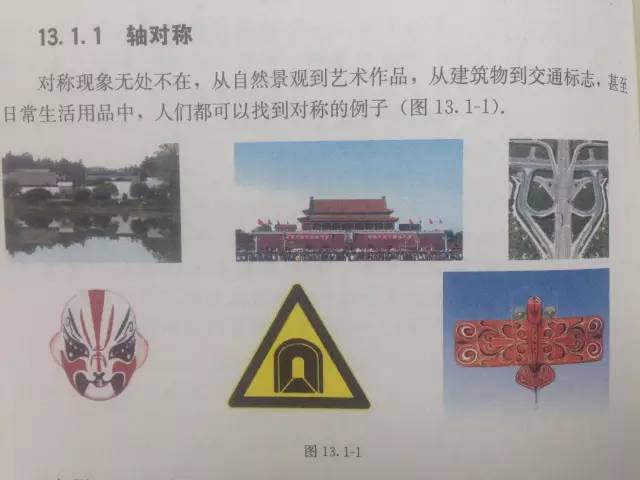 13.1.1 轴对称
对称现象无处不在，从自然景观到艺术作品，从建筑物到交通标志，甚至
日常生活用品中，人们都可以找到对称的例子（图 13.1-1）．
图 13.1-1